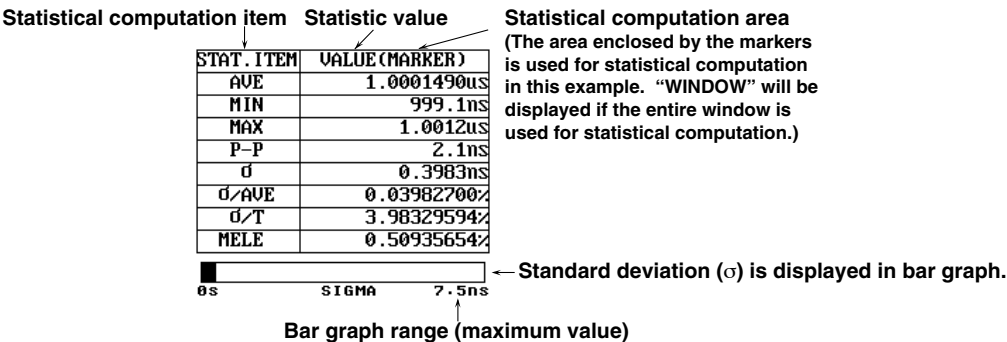 Statistical computation item Statistic value Statistical computation area
(The area enclosed by the markers
is used for statistical computation
in this example. “WINDOW” will be
displayed if the entire window is
used for statistical computation.)
STAT.ITEM VALUE(MARKER)
AVE 1.0001490us
MIN 999.1ns
MAX 1.0012us
P-P 2.1ns
σ 0.3983ns
σ/AVE 0.03982700%
σ/T 3.98329594%
MELE 0.50935654%
Standard deviation (σ) is displayed in bar graph.
0s SIGMA 7.5ns
Bar graph range (maximum value)